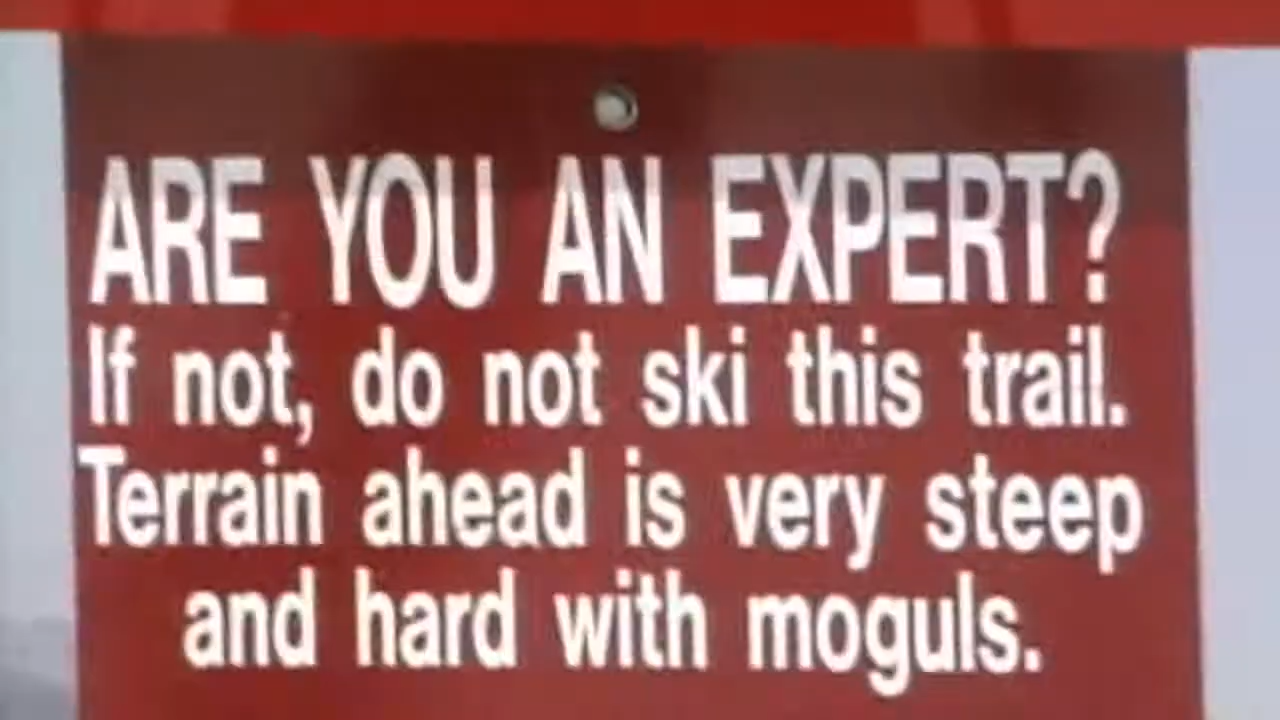 ARE YOU AN EXPERT?
If not, do not ski this trail.
Terrain ahead is very steep
and hard with moguls.